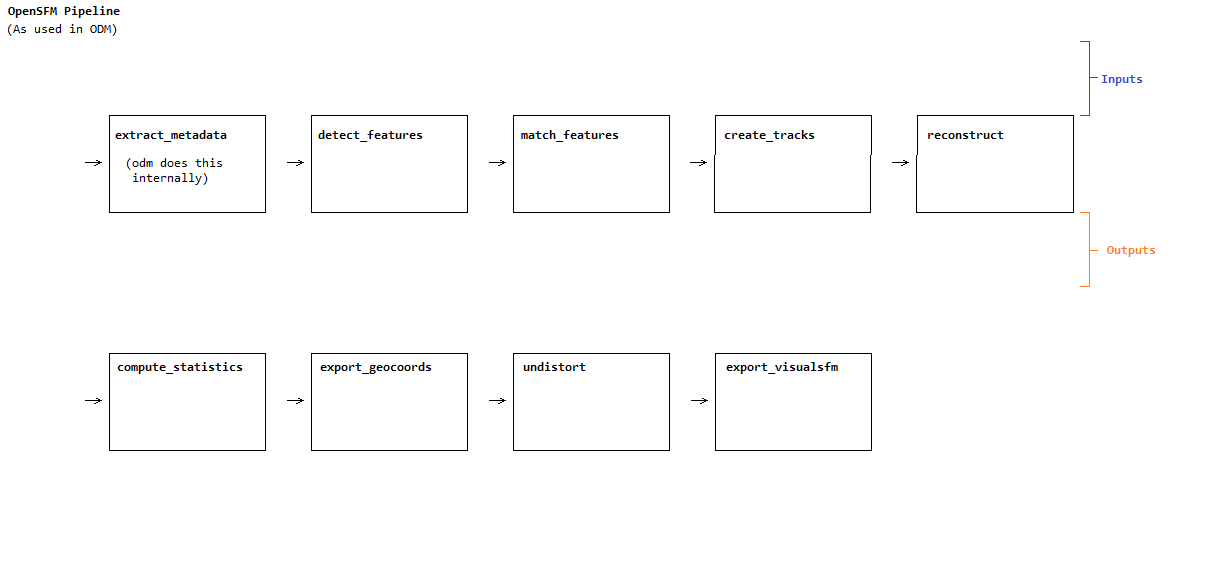 OpenSFM Pipeline
(As used in ODM)
Inputs
extract_metadata
(odm does this
internally)
detect_features
match_features
create_tracks
reconstruct
Outputs
compute_statistics
export_geocoords
undistort
export_visualsfm